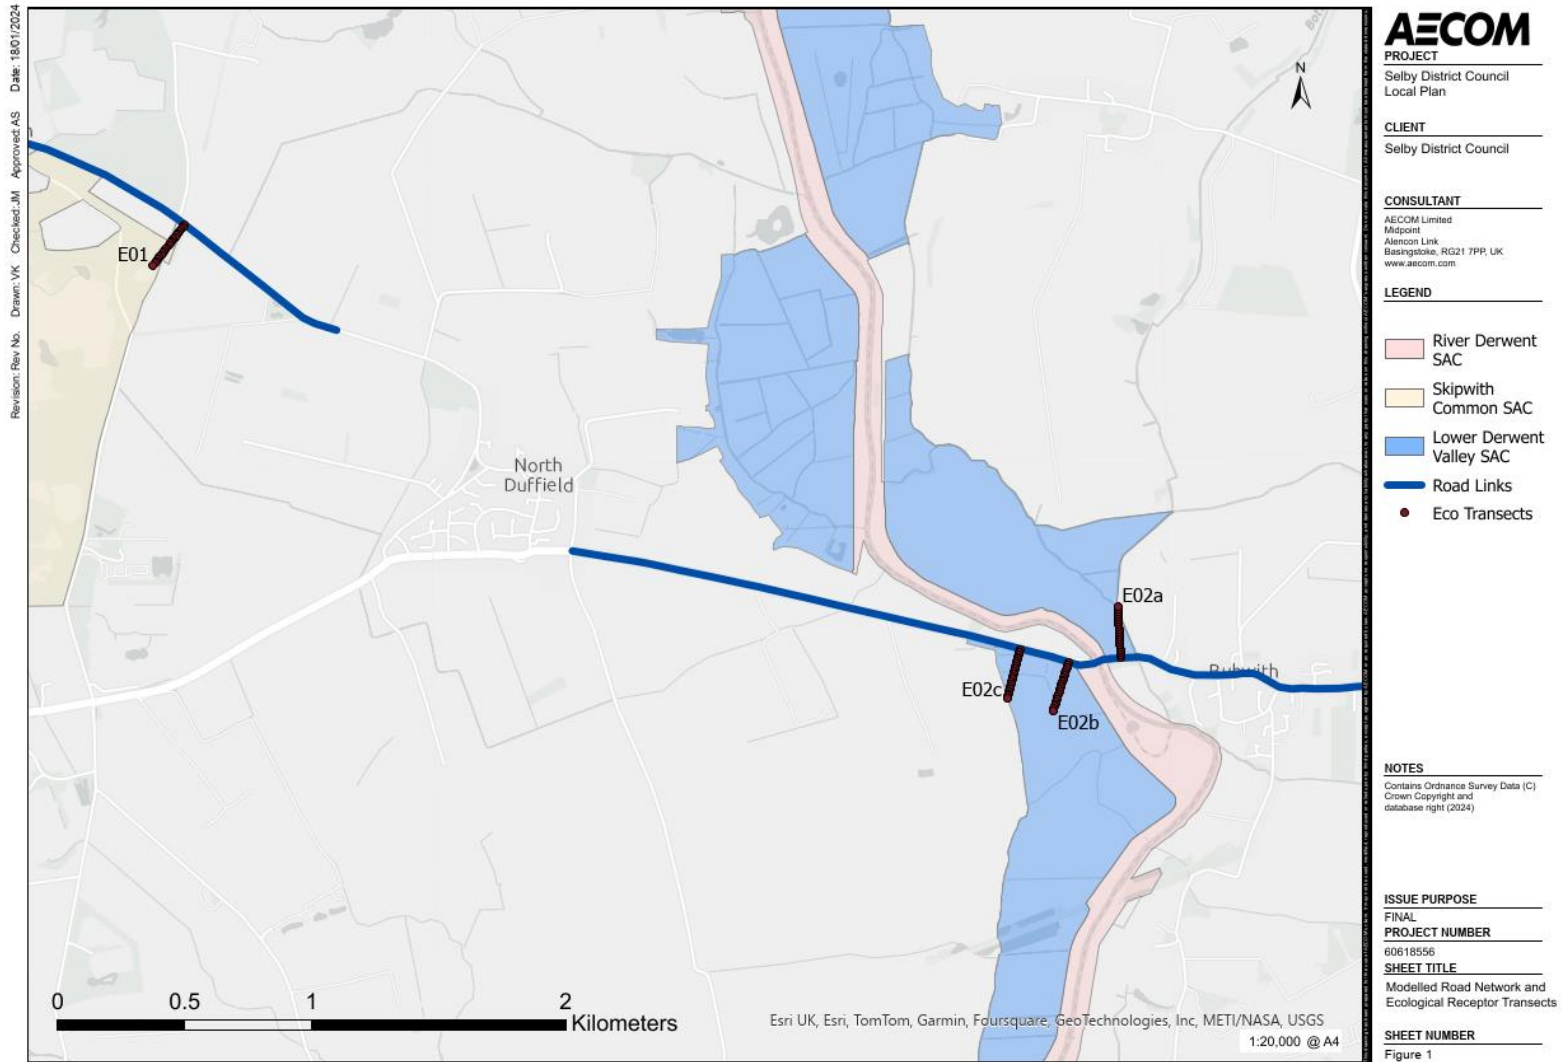 Revision: Rev No. Drawn: VK Checked: JM Approved: AS Date: 18/01/2024
E01
North
Duffield
E02a
E02c
E02b
Bubwith
N
0 0.5 1 2
Kilometers
Esri UK, Esri, TomTom, Garmin, Foursquare, GeoTechnologies, Inc, METI/NASA, USGS
1:20,000 @ A4
AECOM
PROJECT
Selby District Council
Local Plan
CLIENT
Selby District Council
CONSULTANT
AECOM Limited
Midpoint
Alencon Link
Basingstoke, RG21 7PP, UK
www.aecom.com
LEGEND
River Derwent
SAC
Skipwith
Common SAC
Lower Derwent
Valley SAC
Road Links
Eco Transects
NOTES
Contains Ordnance Survey Data (C)
Crown Copyright and
database right (2024)
ISSUE PURPOSE
FINAL
PROJECT NUMBER
60618556
SHEET TITLE
Modelled Road Network and
Ecological Receptor Transects
SHEET NUMBER
Figure 1